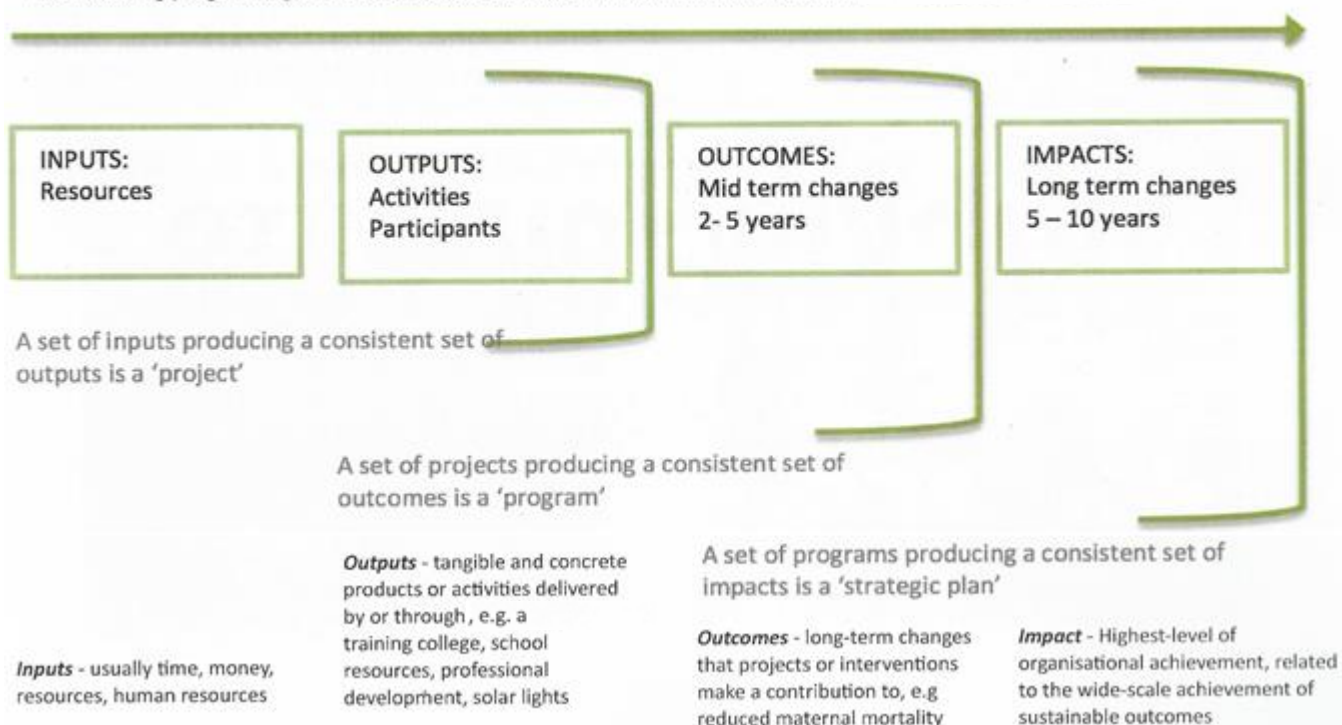 INPUTS:
Resources
OUTPUTS:
Activities
Participants
OUTCOMES:
Mid term changes
2- 5 years
IMPACTS:
Long term changes
5 – 10 years
A set of inputs producing a consistent set of
outputs is a 'project'
A set of projects producing a consistent set of
outcomes is a 'program'
A set of programs producing a consistent set of
impacts is a 'strategic plan'
Inputs - usually time, money,
resources, human resources
Outputs - tangible and concrete
products or activities delivered
by or through, e.g. a
training college, school
resources, professional
development, solar lights
Outcomes - long-term changes
that projects or interventions
make a contribution to, e.g
reduced maternal mortality
Impact - Highest-level of
organisational achievement, related
to the wide-scale achievement of
sustainable outcomes